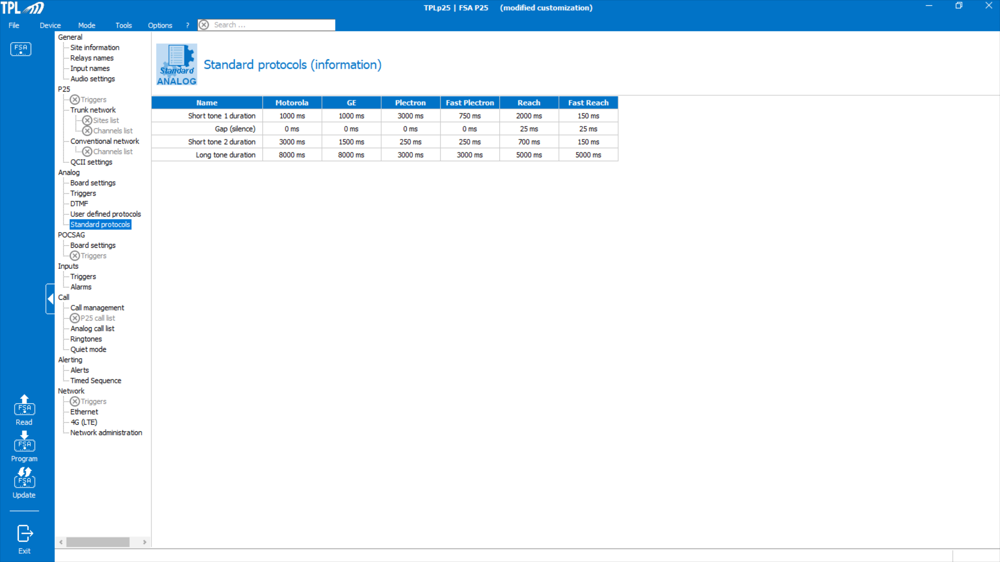 TPL
TPLp25 | FSA P25 (modified customization)
File Device Mode Tools Options ? Search ...
FSA
General
Site information
Relays names
Input names
Audio settings
P25
Triggers
Trunk network
Sites list
Channels list
Conventional network
Channels list
QCII settings
Analog
Board settings
Triggers
DTMF
User defined protocols
Standard protocols
POCSAG
Board settings
Triggers
Inputs
Triggers
Alarms
Call
Call management
P25 call list
Analog call list
Ringtones
Quiet mode
Alerting
Alerts
Timed Sequence
Network
Triggers
Ethernet
4G (LTE)
Network administration
FSA
Read
FSA
Program
FSA
Update
Exit
Standard
ANALOG
Standard protocols (information)
Name Motorola GE Plectron Fast Plectron Reach Fast Reach
Short tone 1 duration 1000 ms 1000 ms 3000 ms 750 ms 2000 ms 150 ms
Gap (silence) 0 ms 0 ms 0 ms 0 ms 25 ms 25 ms
Short tone 2 duration 3000 ms 1500 ms 250 ms 250 ms 700 ms 150 ms
Long tone duration 8000 ms 8000 ms 3000 ms 3000 ms 5000 ms 5000 ms